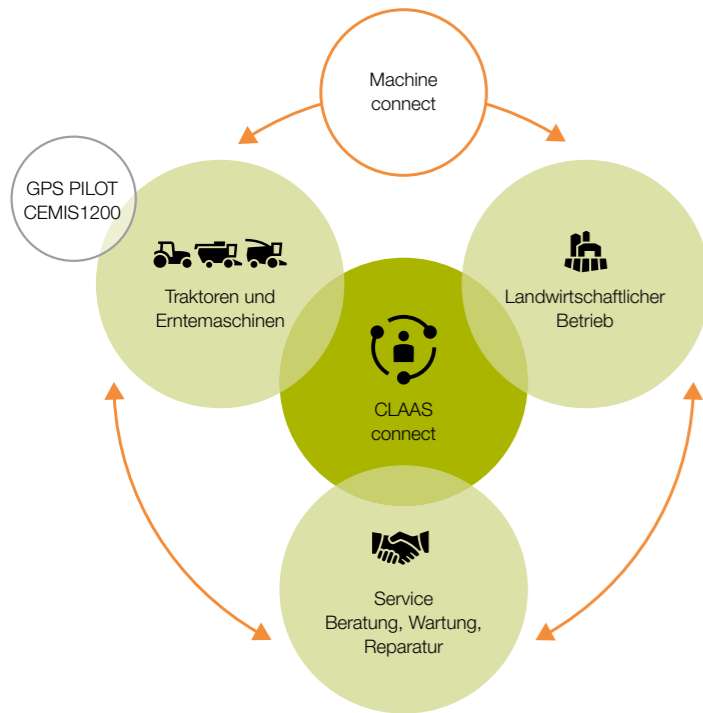 Machine
connect
GPS PILOT
CEMIS1200
Traktoren und
Erntemaschinen
Landwirtschaftlicher
Betrieb
CLAAS
connect
Service
Beratung, Wartung,
Reparatur